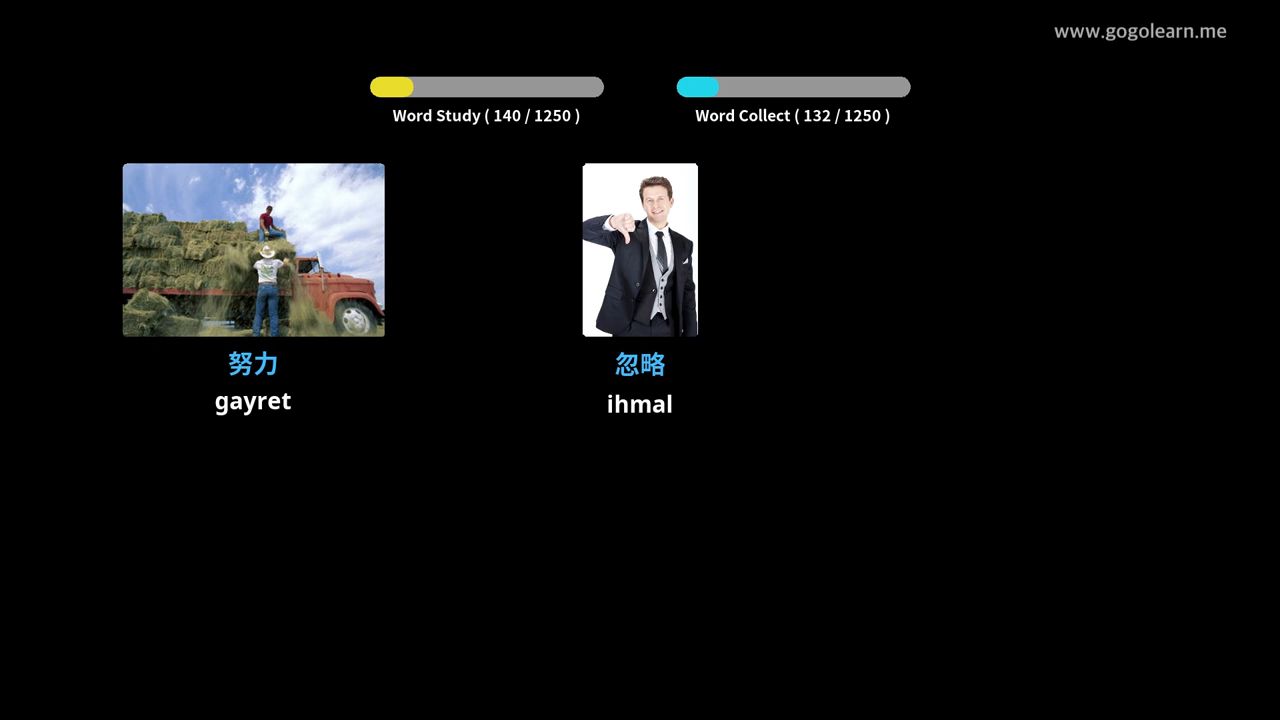 www.gogolearn.me
Word Study ( 140 / 1250 )
Word Collect ( 132 / 1250 )
努力
gayret
忽略
ihmal